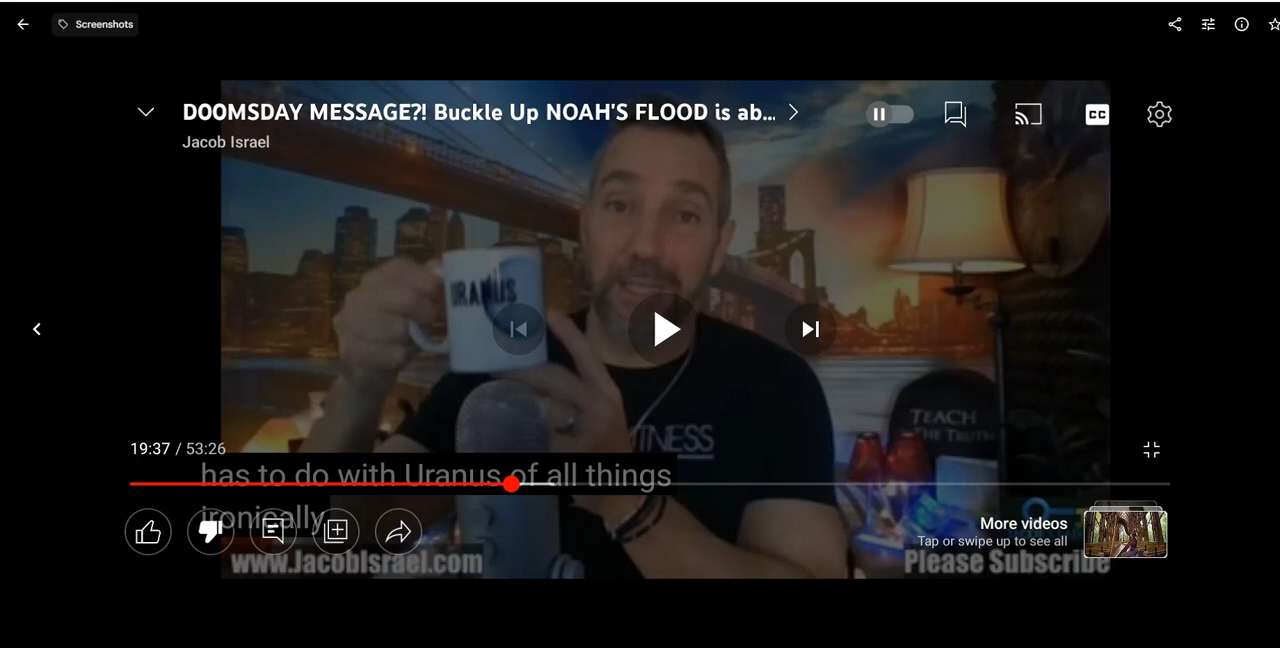 Screenshots
DOOMSDAY MESSAGE?! Buckle Up NOAH'S FLOOD is ab...
CC
Jacob Israel
URANUS
TEACH
THE TRUTH
TNESS
19:37 / 53:26
has to do with Uranus of all things
ironically
More videos
Tap or swipe up to see all
www.JacobIsrael.com
Please Subscribe